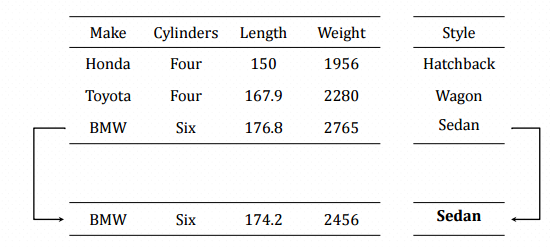 Make Cylinders Length Weight Style
Honda Four 150 1956 Hatchback
Toyota Four 167.9 2280 Wagon
BMW Six 176.8 2765 Sedan
BMW Six 174.2 2456 Sedan